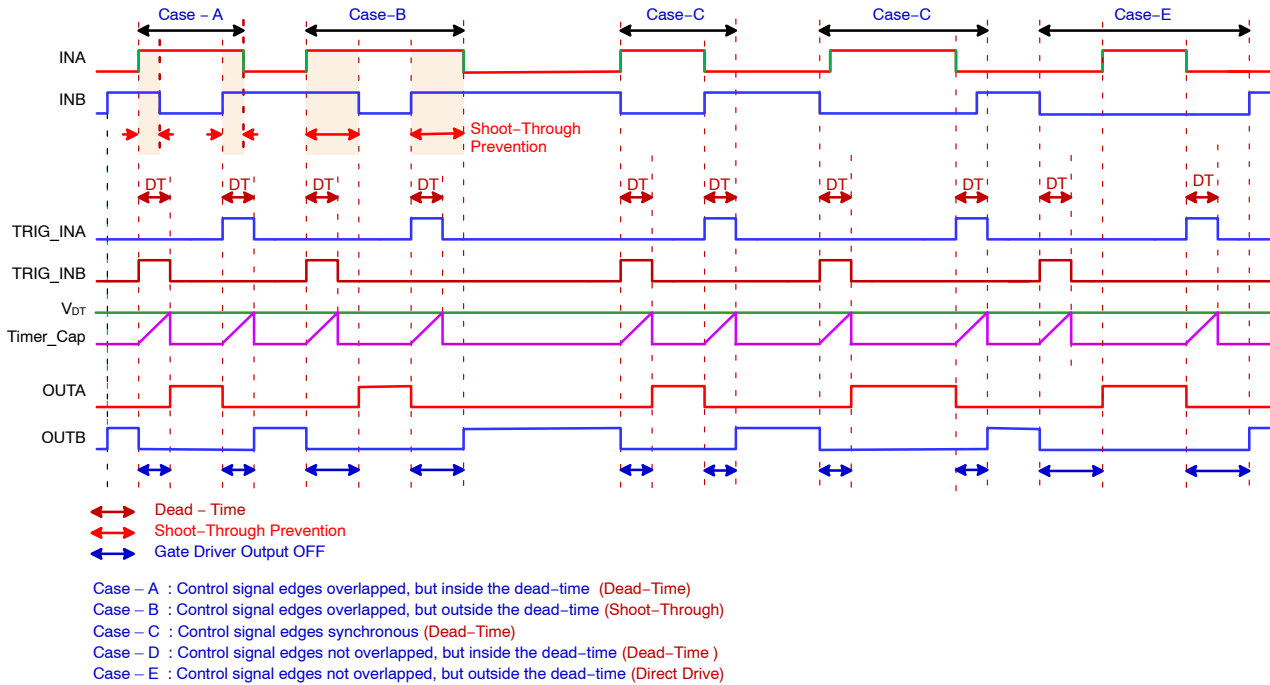 Case - A Case-B Case-C Case-C Case-E
INA
INB
Shoot-Through
Prevention
DT DT DT DT DT DT DT DT DT DT
TRIG_INA
TRIG_INB
VDT
Timer_Cap
OUTA
OUTB
Dead - Time
Shoot-Through Prevention
Gate Driver Output OFF
Case – A : Control signal edges overlapped, but inside the dead-time (Dead-Time)
Case – B : Control signal edges overlapped, but outside the dead-time (Shoot-Through)
Case – C : Control signal edges synchronous (Dead-Time)
Case – D : Control signal edges not overlapped, but inside the dead-time (Dead-Time )
Case – E : Control signal edges not overlapped, but outside the dead-time (Direct Drive)